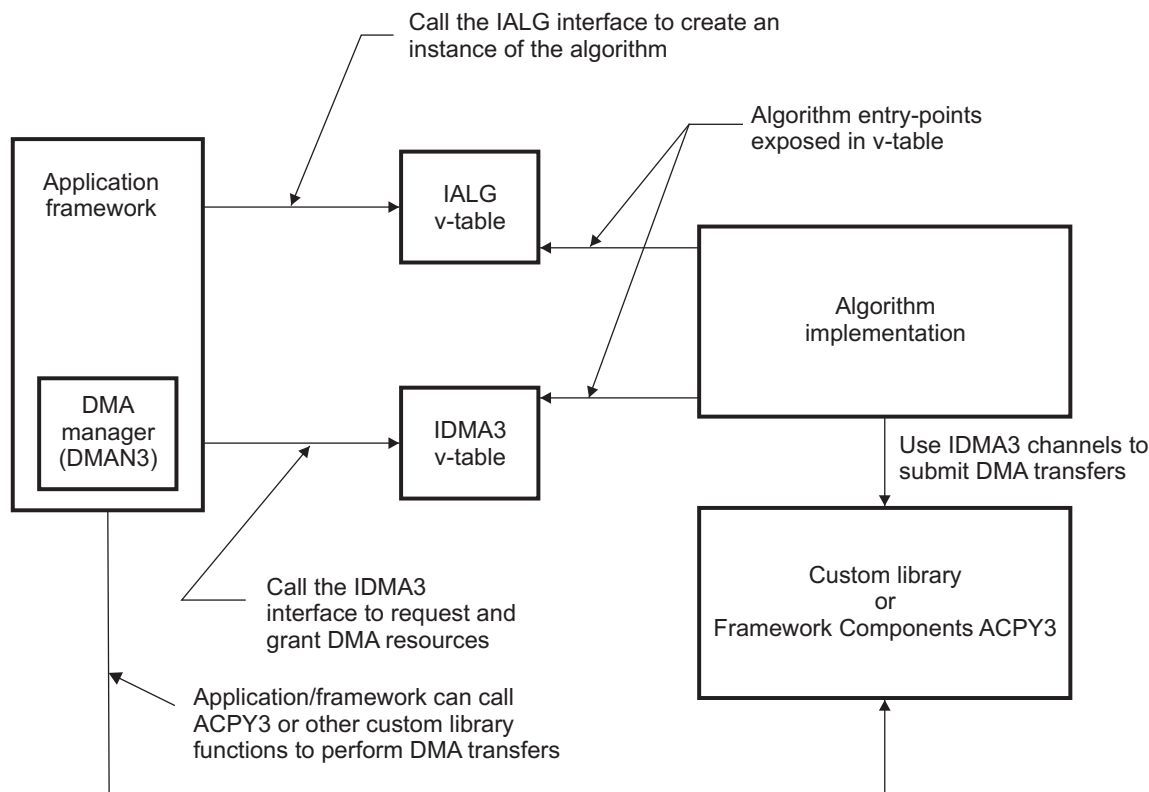 Call the IALG interface to create an
instance of the algorithm
Algorithm entry-points
exposed in v-table
Application
framework
IALG
v-table
Algorithm
implementation
DMA
manager
(DMAN3)
IDMA3
v-table
Use IDMA3 channels to
submit DMA transfers
Custom library
or
Framework Components ACPY3
Call the IDMA3
interface to request and
grant DMA resources
Application/framework can call
ACPY3 or other custom library
functions to perform DMA transfers